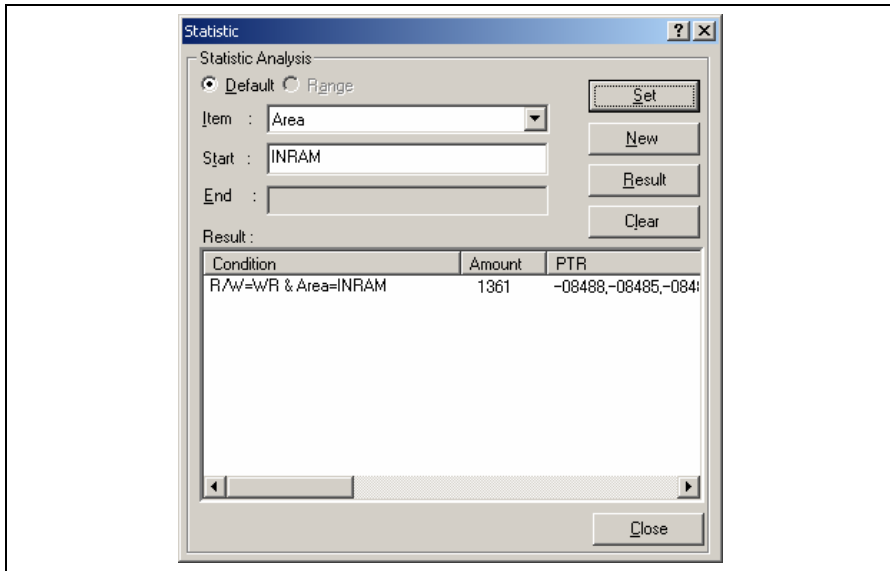 Statistic
Statistic Analysis
Default Range
Item : Area
Start : INRAM
End :
Set
New
Result
Clear
Result :
Condition Amount PTR
R/W=WR & Area=INRAM 1361 -08488,-08485,-084
Close